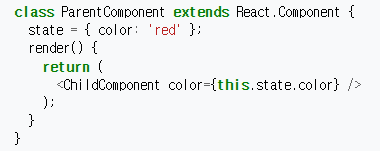 class ParentComponent extends React.Component {
  state = { color: 'red' };
  render() {
    return (
      <ChildComponent color={this.state.color} />
    );
  }
}